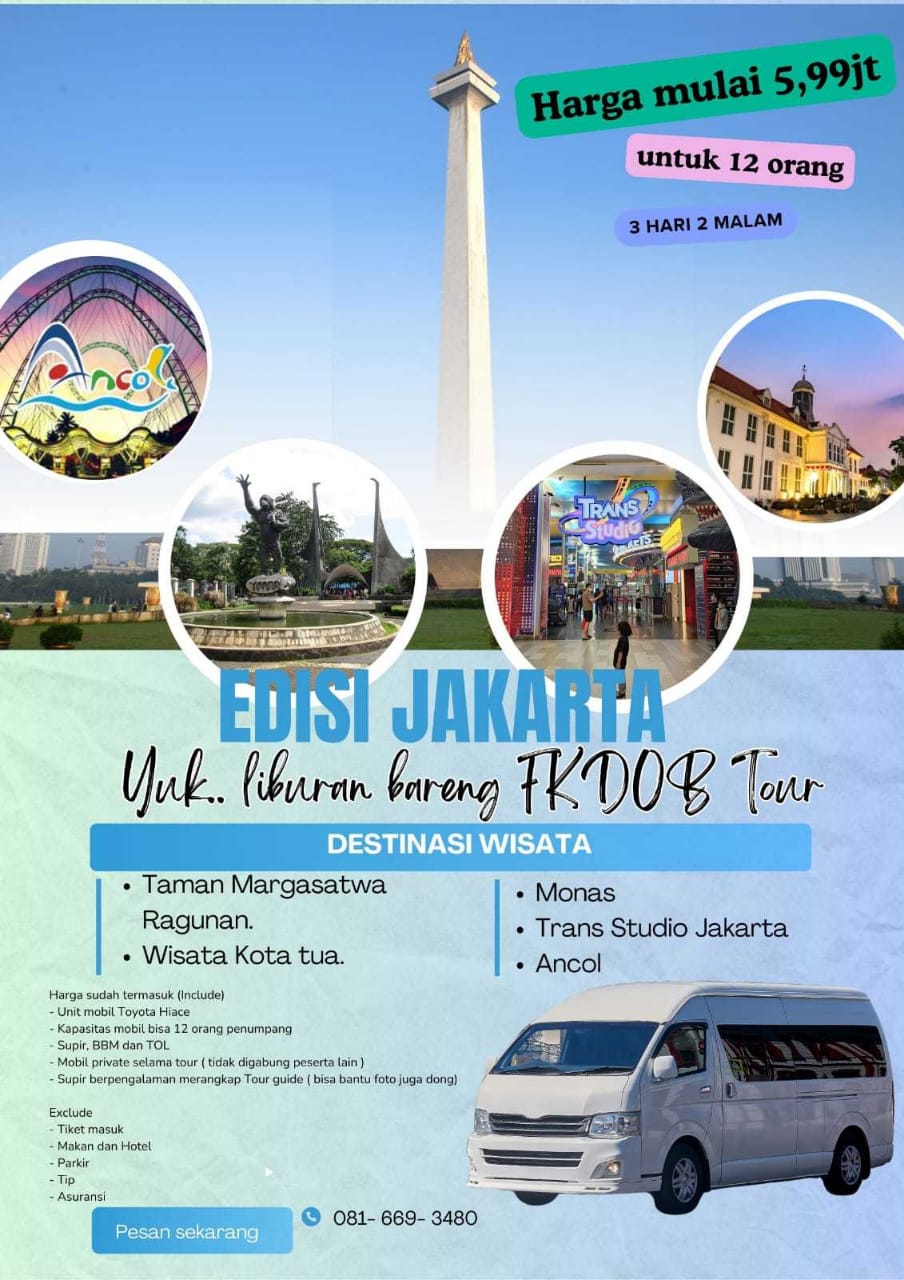 Harga mulai 5,99jt
untuk 12 orang
3 HARI 2 MALAM
Ancol
TRANS
Studio
EDISI JAKARTA
Yuk.. liburan bareng FKDOB Tour
DESTINASI WISATA
• Taman Margasatwa
Ragunan.
• Wisata Kota tua.
• Monas
• Trans Studio Jakarta
• Ancol
Harga sudah termasuk (Include)
- Unit mobil Toyota Hiace
- Kapasitas mobil bisa 12 orang penumpang
- Supir, BBM dan TOL
- Mobil private selama tour ( tidak digabung peserta lain )
- Supir berpengalaman merangkap Tour guide ( bisa bantu foto juga dong)
Exclude
- Tiket masuk
- Makan dan Hotel
- Parkir
- Tip
- Asuransi
Pesan sekarang
081- 669- 3480